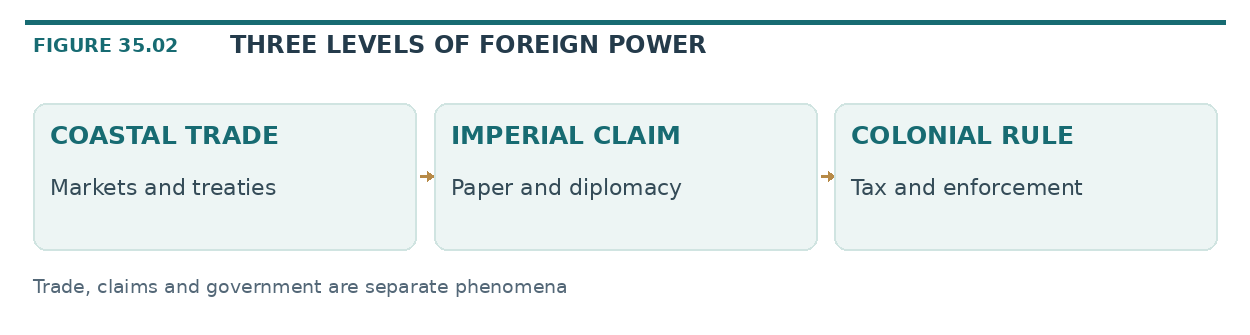 FIGURE 35.02 THREE LEVELS OF FOREIGN POWER
COASTAL TRADE
Markets and treaties
IMPERIAL CLAIM
Paper and diplomacy
COLONIAL RULE
Tax and enforcement
Trade, claims and government are separate phenomena